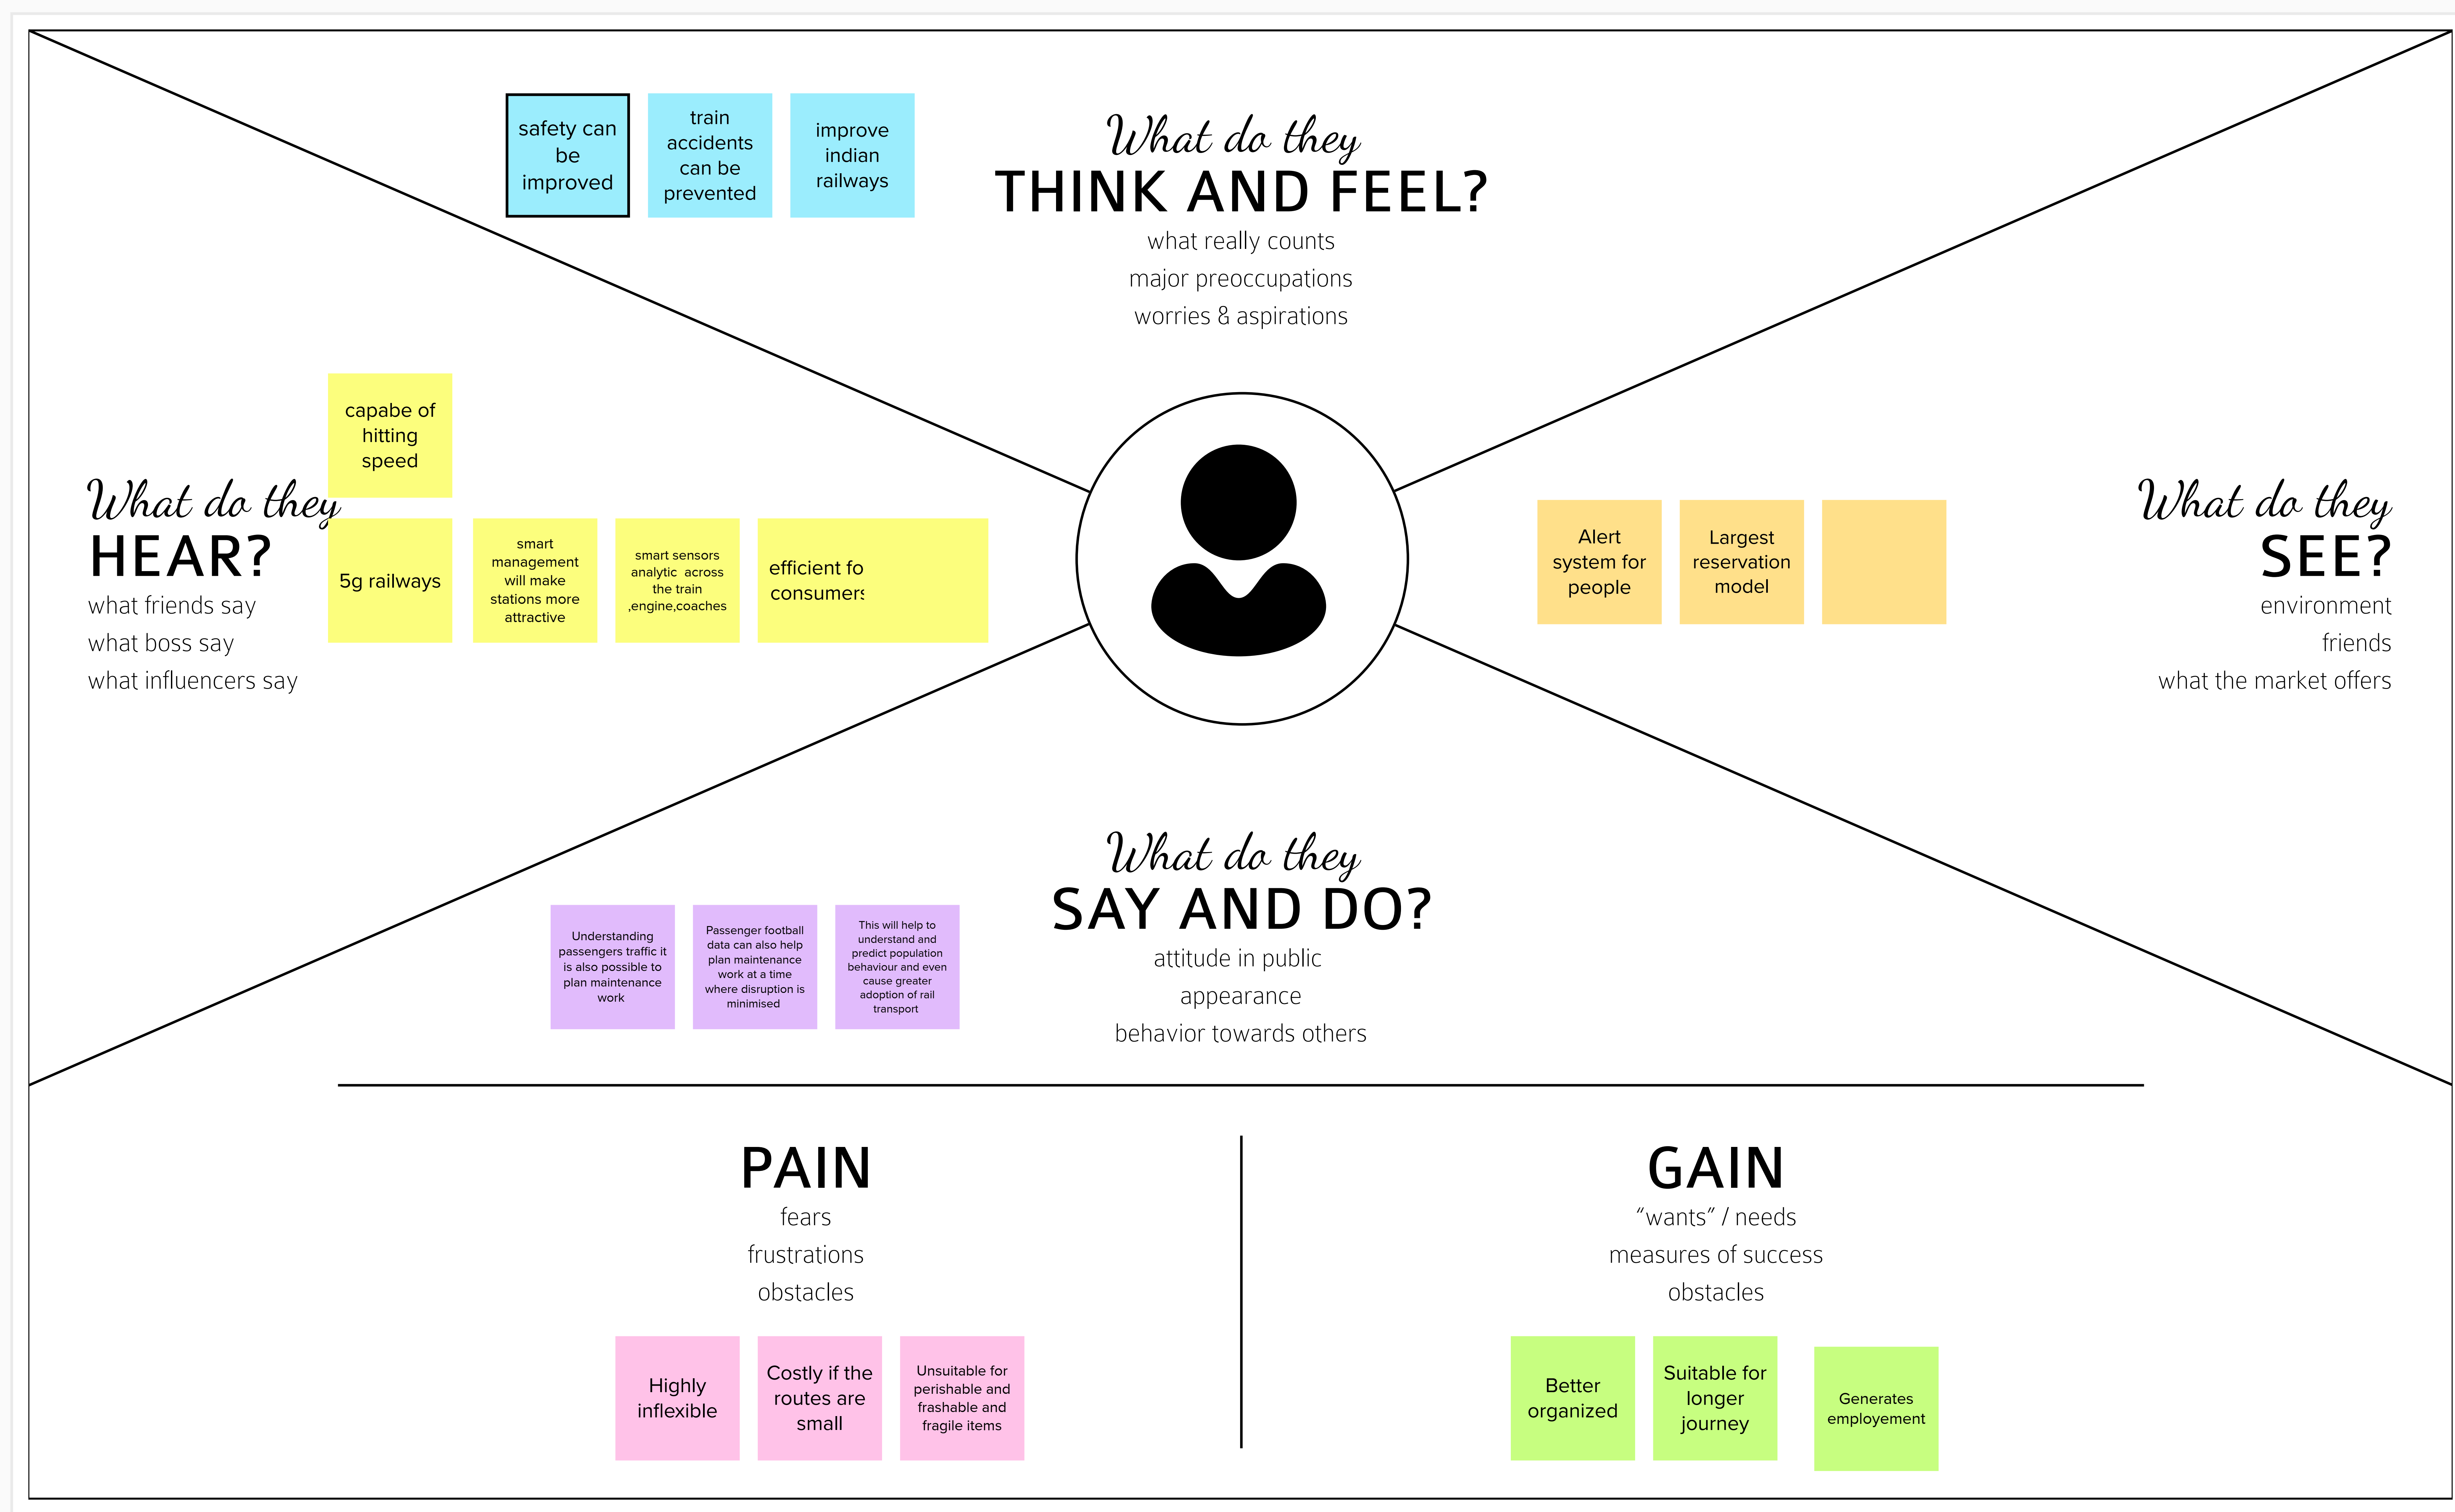 safety can
be
improved
train
accidents
can be
prevented
improve
indian
railways
What do they
THINK AND FEEL?
what really counts
major preoccupations
worries & aspirations
capabe of
hitting
speed
What do they
HEAR?
what friends say
what boss say
what influencers say
5g railways
smart
management
will make
stations more
attractive
smart sensors
analytic across
the train
,engine,coaches
efficient fo
consumers
Alert
system for
people
Largest
reservation
model
What do they
SEE?
environment
friends
what the market offers
What do they
SAY AND DO?
attitude in public
appearance
behavior towards others
Understanding
passengers traffic it
is also possible to
plan maintenance
work
Passenger football
data can also help
plan maintenance
work at a time
where disruption is
minimised
This will help to
understand and
predict population
behaviour and even
cause greater
adoption of rail
transport
PAIN
fears
frustrations
obstacles
Highly
inflexible
Costly if the
routes are
small
Unsuitable for
perishable and
frashable and
fragile items
GAIN
“wants” / needs
measures of success
obstacles
Better
organized
Suitable for
longer
journey
Generates
employement